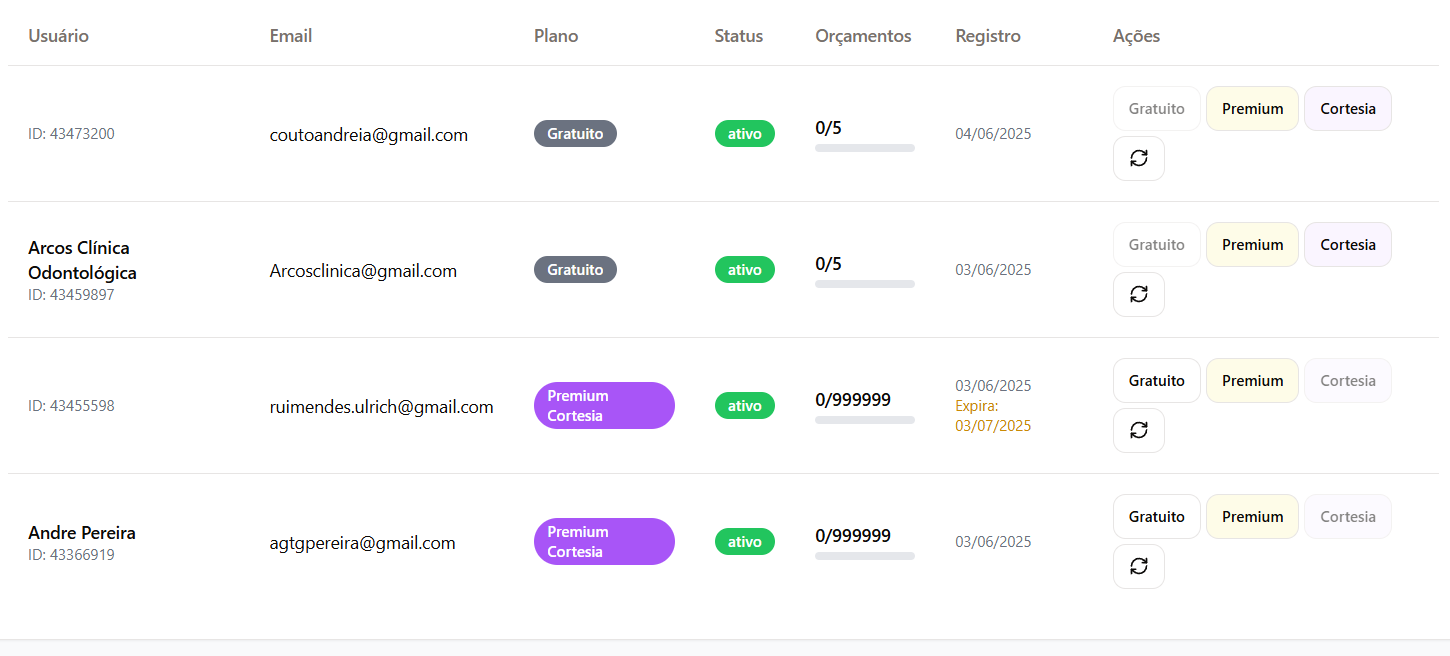 Usuário Email Plano Status Orçamentos Registro Ações
ID: 43473200 coutoandreia@gmail.com Gratuito ativo 0/5 04/06/2025 Gratuito Premium Cortesia
Arcos Clínica
Odontológica
ID: 43459897 Arcosclinica@gmail.com Gratuito ativo 0/5 03/06/2025 Gratuito Premium Cortesia
ID: 43455598 ruimendes.ulrich@gmail.com Premium
Cortesia ativo 0/999999 03/06/2025
Expira:
03/07/2025 Gratuito Premium Cortesia
Andre Pereira
ID: 43366919 agtgpereira@gmail.com Premium
Cortesia ativo 0/999999 03/06/2025 Gratuito Premium Cortesia